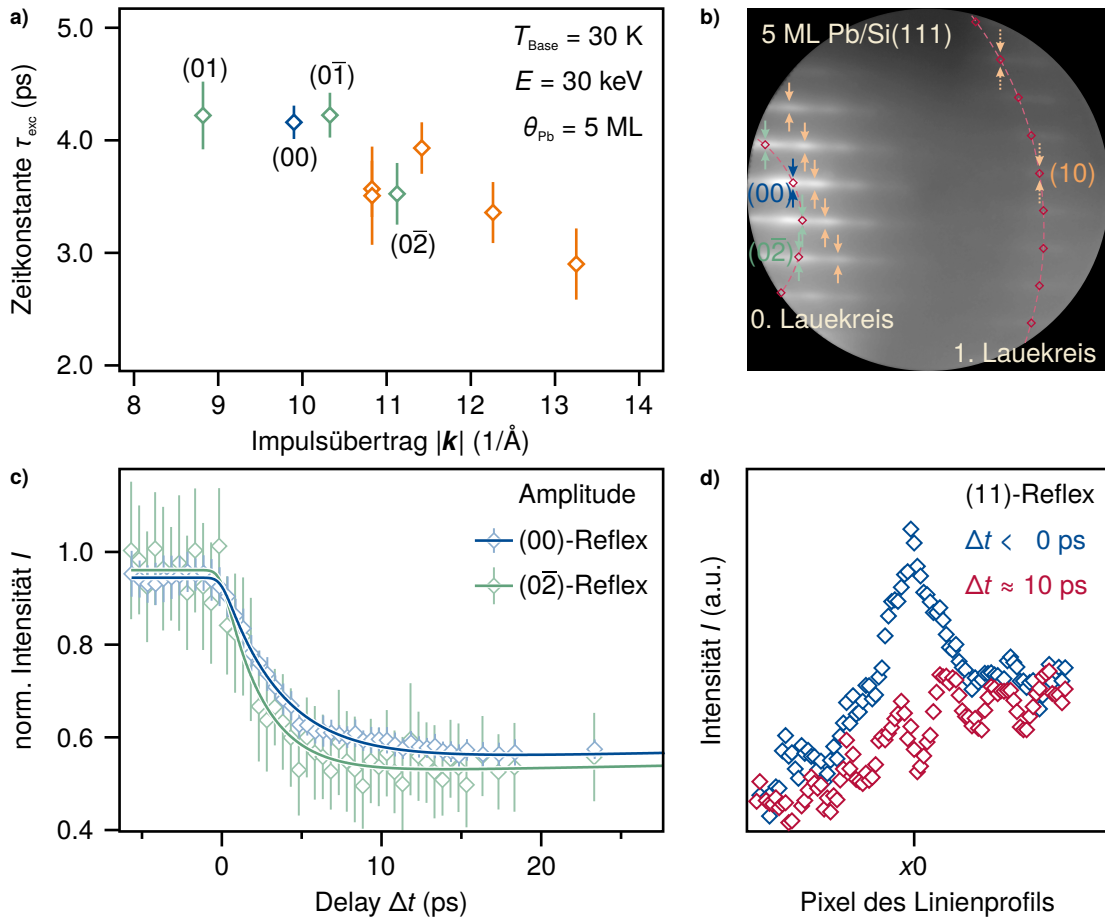 a)
5.0
4.0
3.0
2.0
Zeitkonstante τexc (ps)
(01)
(00)
(01̅)
(02̅)
TBase = 30 K
E = 30 keV
θPb = 5 ML
8
9
10
11
12
13
14
Impulsübertrag |k| (1/Å)
b)
5 ML Pb/Si(111)
(00)
(02̅)
(10)
0. Lauekreis
1. Lauekreis
c)
1.0
0.8
0.6
0.4
norm. Intensität I
Amplitude
(00)-Reflex
(02̅)-Reflex
0
10
20
Delay Δt (ps)
d)
Intensität I (a.u.)
(11)-Reflex
Δt < 0 ps
Δt ≈ 10 ps
x0
Pixel des Linienprofils